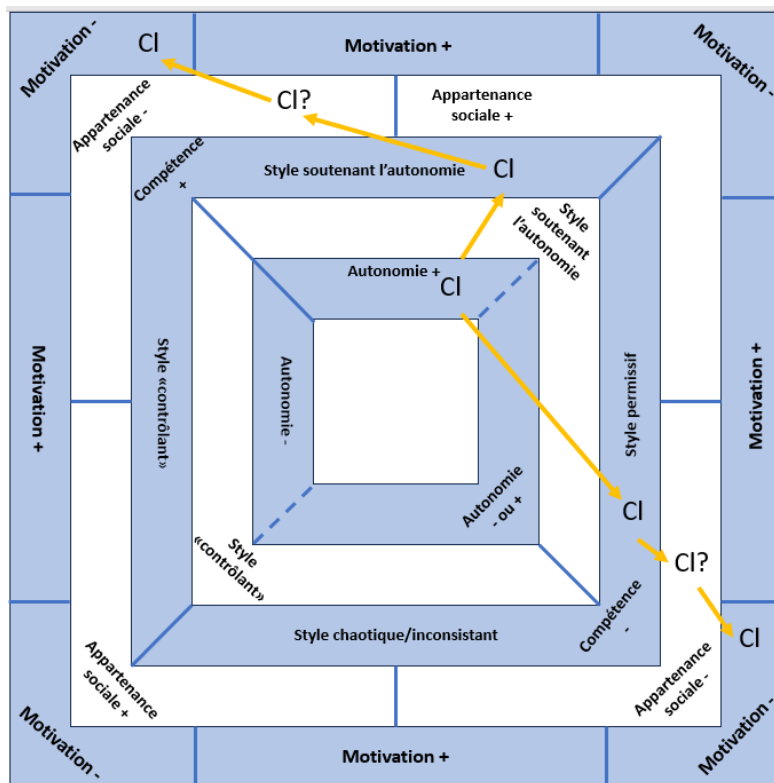 Motivation -
Cl
Motivation +
Motivation -
Cl?
Appartenance
sociale -
Appartenance
sociale +
Compétence
+
Style soutenant l'autonomie
Cl
Style
soutenant
l'autonomie
Autonomie +
Cl
Motivation +
Style «contrôlant»
Autonomie -
Style permissif
Motivation +
Autonomie
- ou +
Cl
Style
«contrôlant»
Cl?
Compétence
-
Style chaotique/inconsistant
Cl
Appartenance
sociale +
Appartenance
sociale -
Motivation -
Motivation +
Motivation -